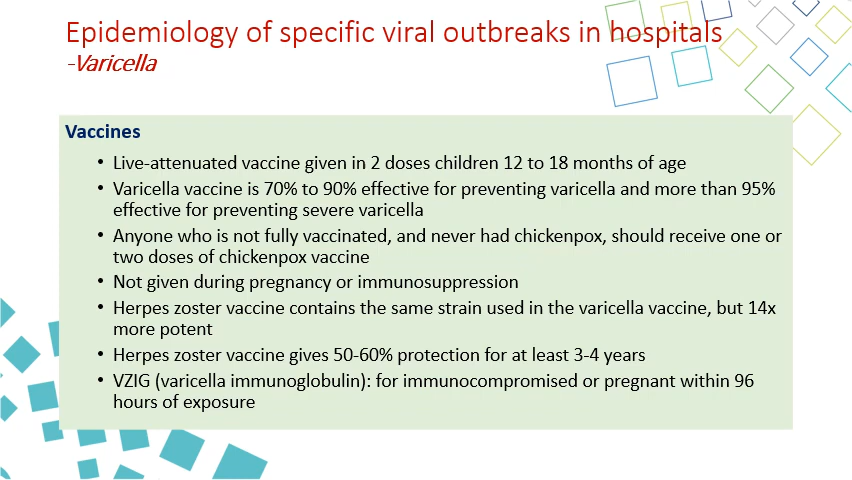 Epidemiology of specific viral outbreaks in hospitals
-Varicella
Vaccines
• Live-attenuated vaccine given in 2 doses children 12 to 18 months of age
• Varicella vaccine is 70% to 90% effective for preventing varicella and more than 95%
effective for preventing severe varicella
• Anyone who is not fully vaccinated, and never had chickenpox, should receive one or
two doses of chickenpox vaccine
• Not given during pregnancy or immunosuppression
• Herpes zoster vaccine contains the same strain used in the varicella vaccine, but 14x
more potent
• Herpes zoster vaccine gives 50-60% protection for at least 3-4 years
• VZIG (varicella immunoglobulin): for immunocompromised or pregnant within 96
hours of exposure